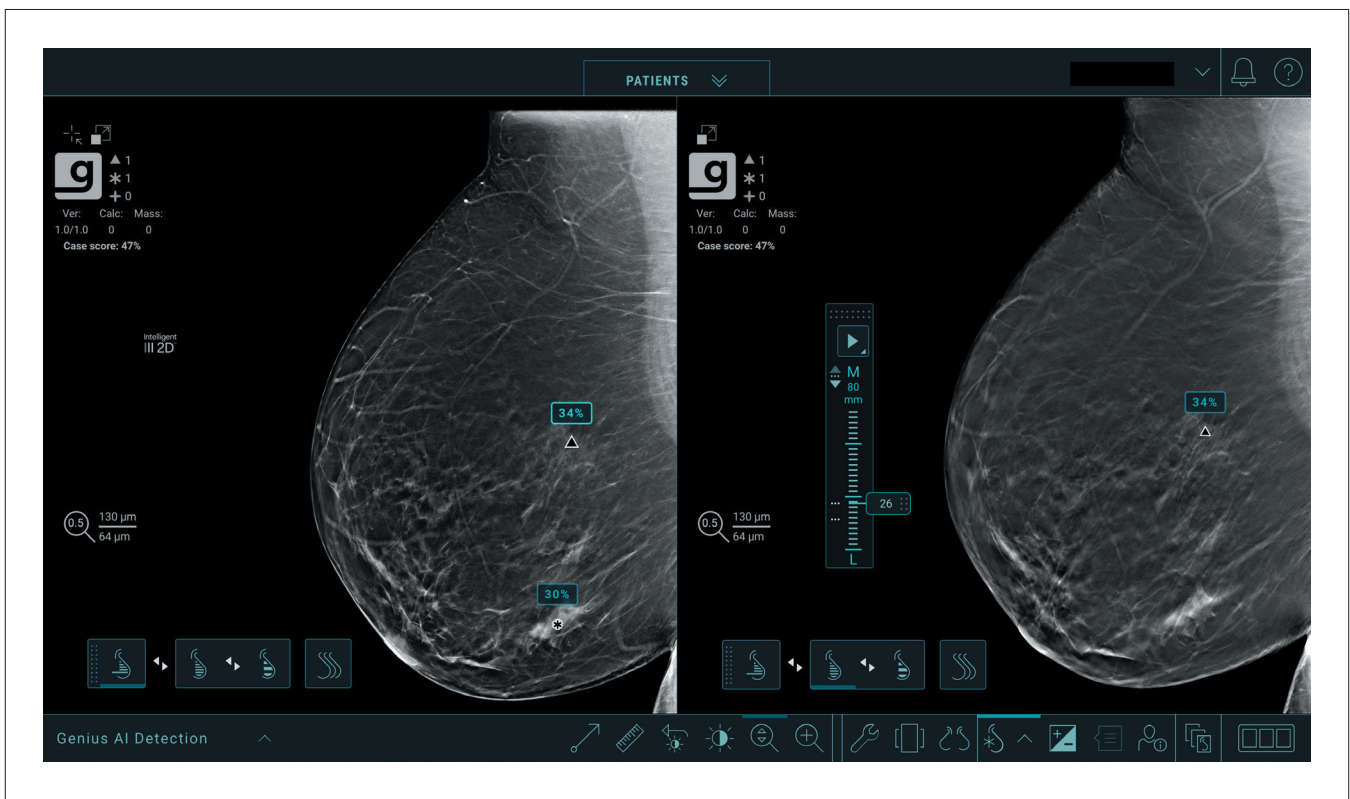 PATIENTS
g
▲ 1
✱ 1
+ 0
Ver: Calc: Mass:
1.0/1.0 0 0
Case score: 47%
Intelligent
2D
34%
30%
0.5
130 µm
64 µm
g
▲ 1
✱ 1
+ 0
Ver: Calc: Mass:
1.0/1.0 0 0
Case score: 47%
M
80
mm
26
L
34%
0.5
130 µm
64 µm
Genius AI Detection